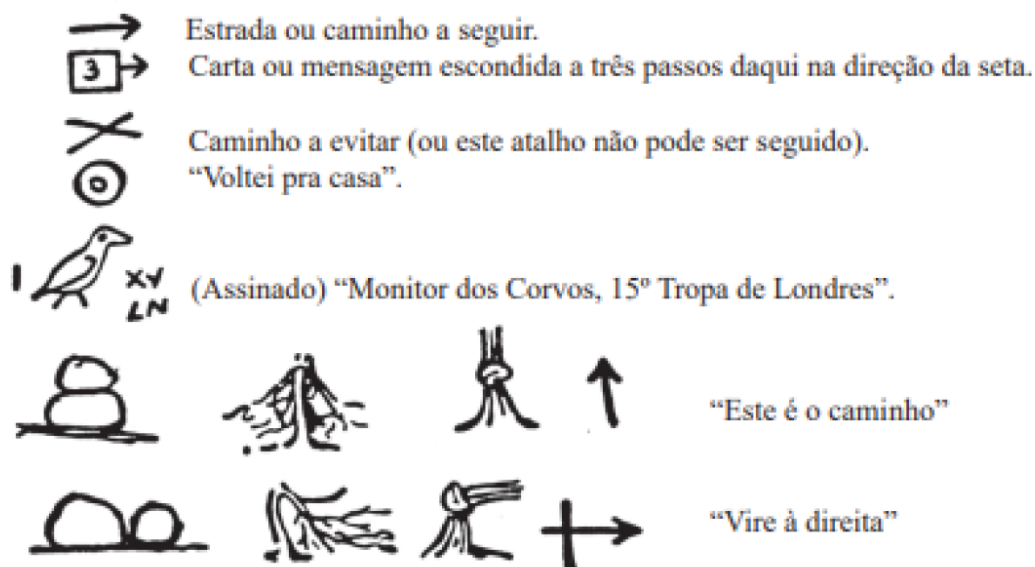 Estrada ou caminho a seguir.
3 Carta ou mensagem escondida a três passos daqui na direção da seta.
Caminho a evitar (ou este atalho não pode ser seguido).
“Voltei pra casa”.
1 XV LN (Assinado) “Monitor dos Corvos, 15º Tropa de Londres”.
“Este é o caminho”
“Vire à direita”